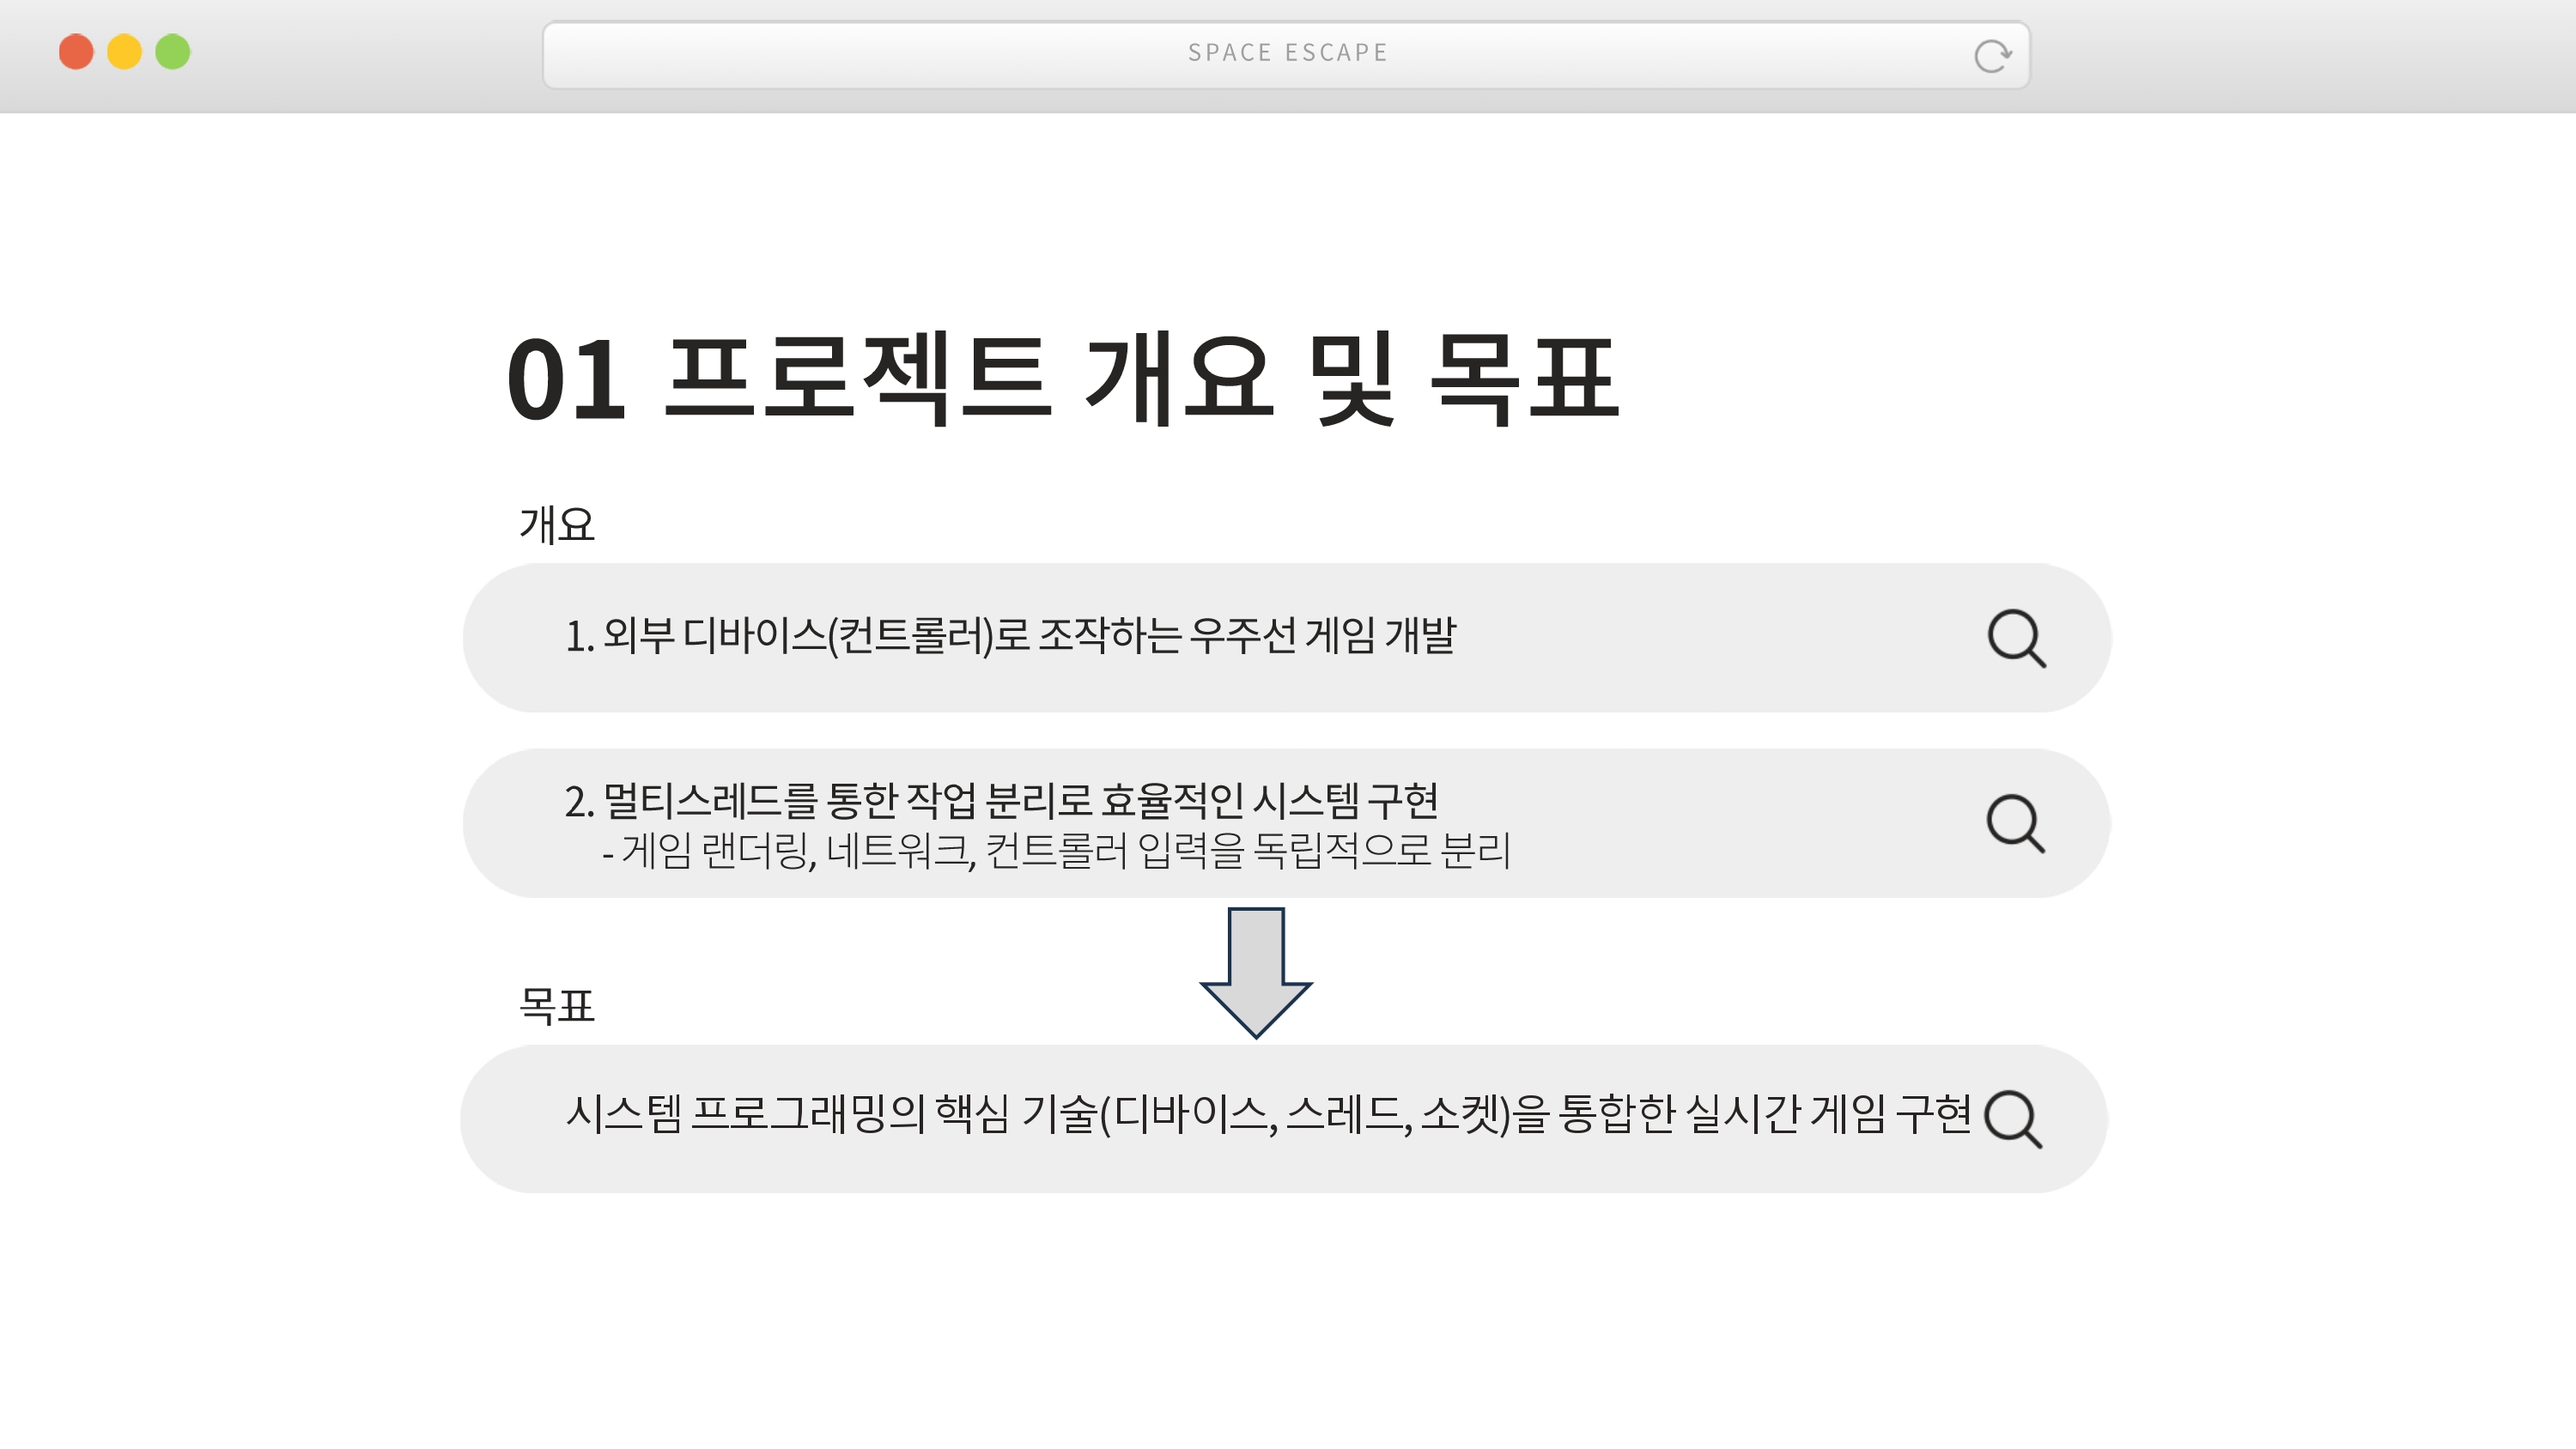 SPACE ESCAPE
01 프로젝트 개요 및 목표
개요
1. 외부 디바이스(컨트롤러)로 조작하는 우주선 게임 개발
2. 멀티스레드를 통한 작업 분리로 효율적인 시스템 구현
- 게임 랜더링, 네트워크, 컨트롤러 입력을 독립적으로 분리
목표
시스템 프로그래밍의 핵심 기술(디바이스, 스레드, 소켓)을 통합한 실시간 게임 구현